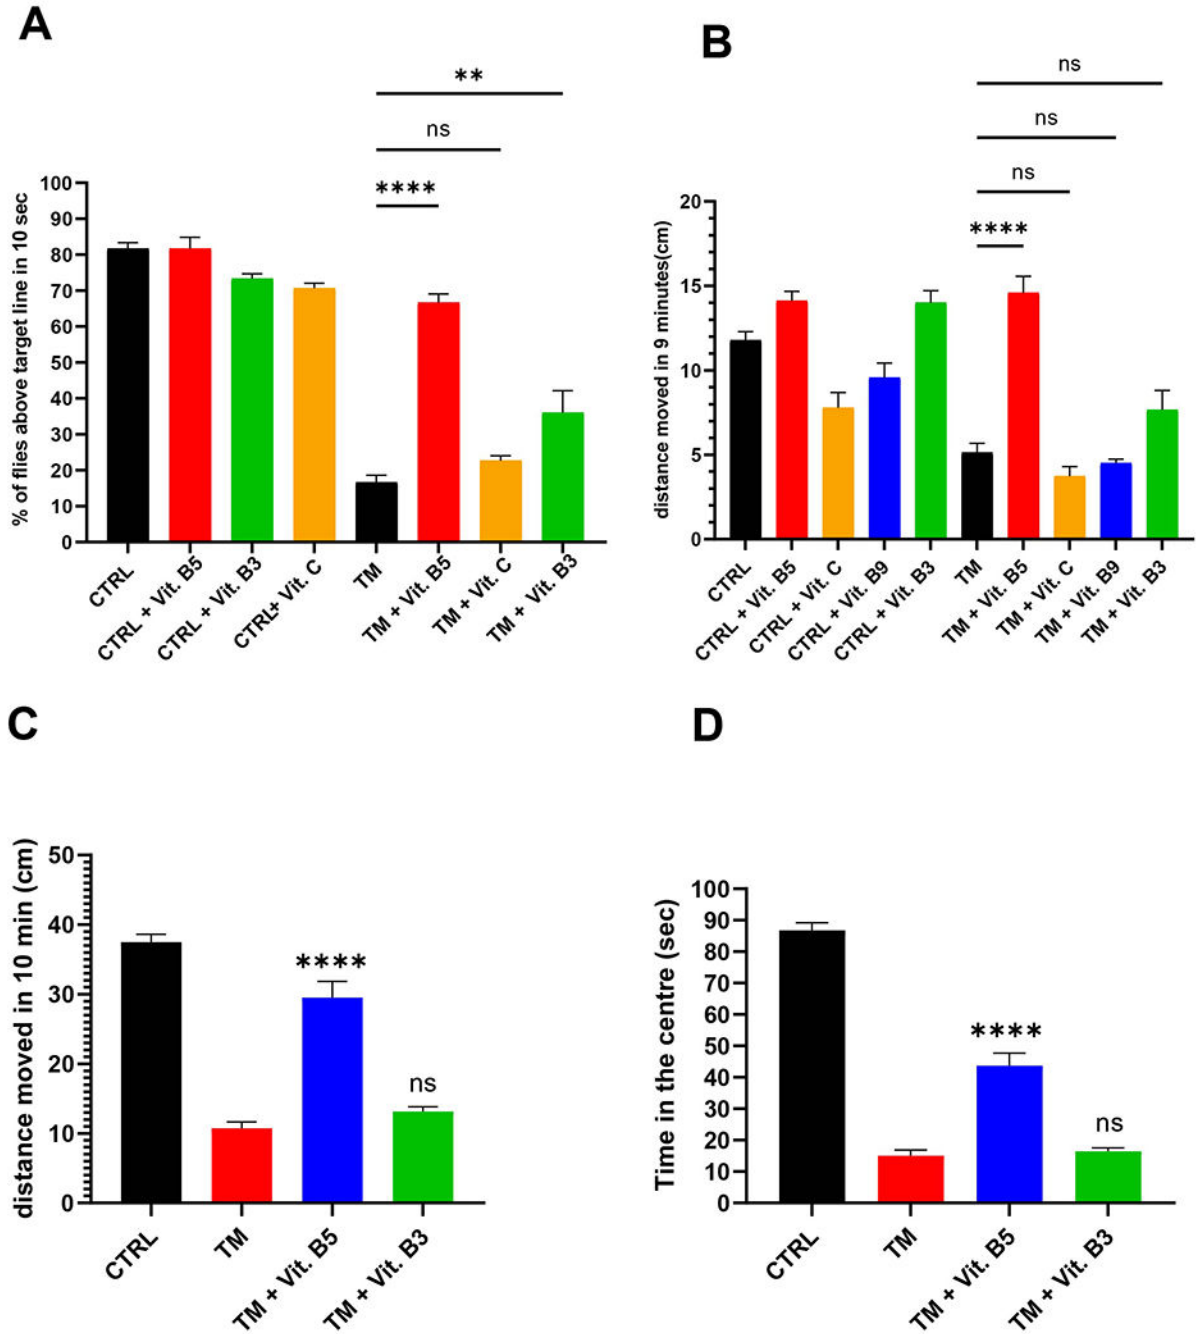 A
**
ns
****
% of flies above target line in 10 sec
100
90
80
70
60
50
40
30
20
10
0
CTRL
CTRL + Vit. B5
CTRL + Vit. B3
CTRL+ Vit. C
TM
TM + Vit. B5
TM + Vit. C
TM + Vit. B3
B
ns
ns
ns
****
distance moved in 9 minutes(cm)
20
15
10
5
0
CTRL
CTRL + Vit. B5
CTRL + Vit. C
CTRL + Vit. B9
CTRL + Vit. B3
TM
TM + Vit. B5
TM + Vit. C
TM + Vit. B9
TM + Vit. B3
C
distance moved in 10 min (cm)
50
40
30
20
10
0
****
ns
CTRL
TM
TM + Vit. B5
TM + Vit. B3
D
Time in the centre (sec)
100
90
80
70
60
50
40
30
20
10
0
****
ns
CTRL
TM
TM + Vit. B5
TM + Vit. B3